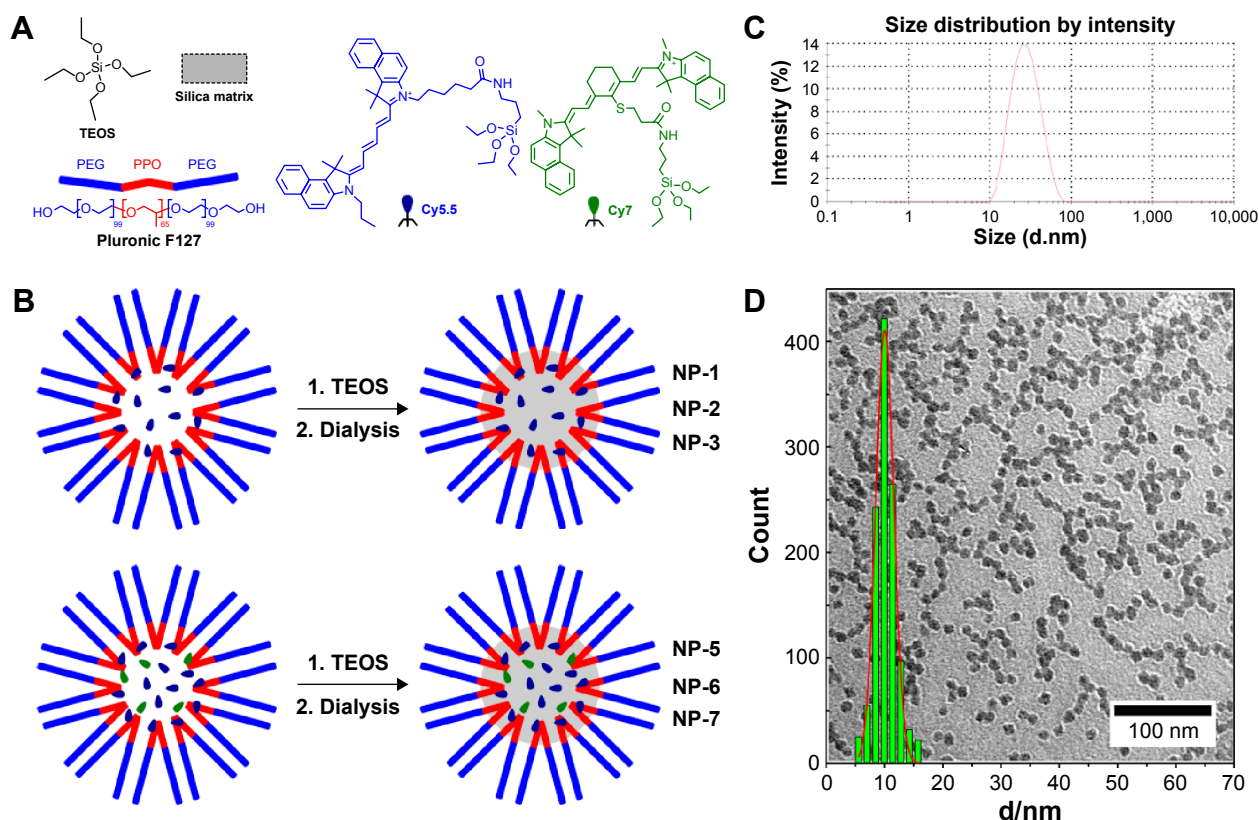 A
O
Si
O
O
O
TEOS
Silica matrix
PEG PPO PEG
HO O 99 O 65 O 99 OH
Pluronic F127
N⁺
O
NH
Si
O
O
O
N
Cy5.5
N⁺
N
S
O
NH
Si
O
O
O
Cy7
B
1. TEOS
2. Dialysis
NP-1
NP-2
NP-3
1. TEOS
2. Dialysis
NP-5
NP-6
NP-7
C
Size distribution by intensity
Intensity (%)
14
12
10
8
6
4
2
0
0.1 1 10 100 1,000 10,000
Size (d.nm)
D
Count
400
300
200
100
0
100 nm
0 10 20 30 40 50 60 70
d/nm